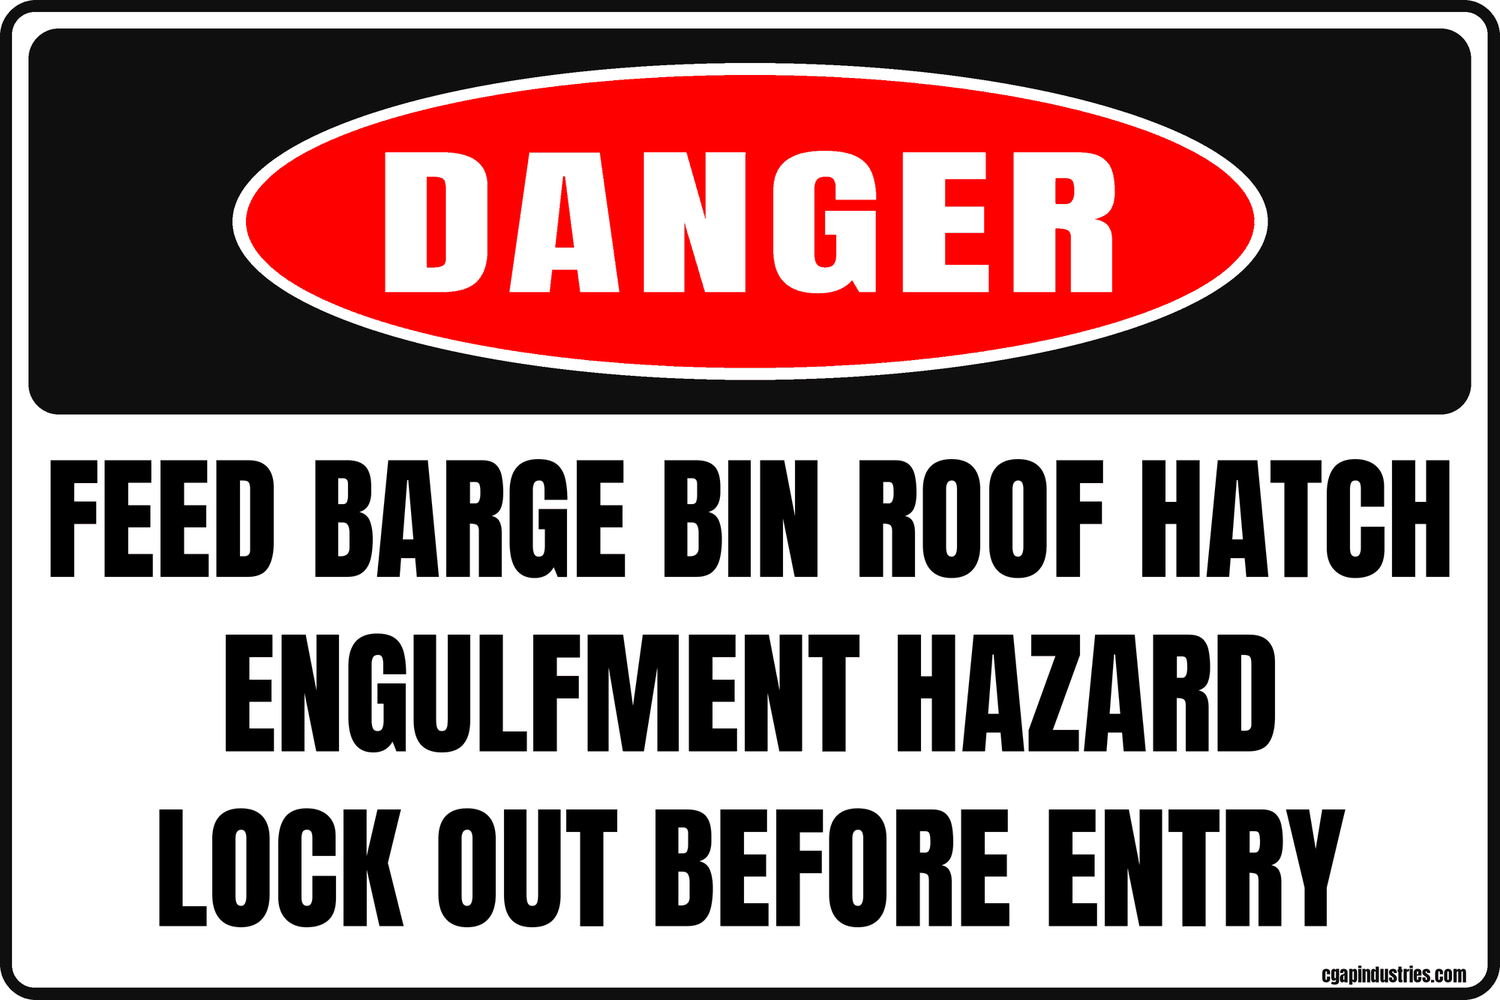 DANGER
FEED BARGE BIN ROOF HATCH
ENGULFMENT HAZARD
LOCK OUT BEFORE ENTRY
cgapindustries.com